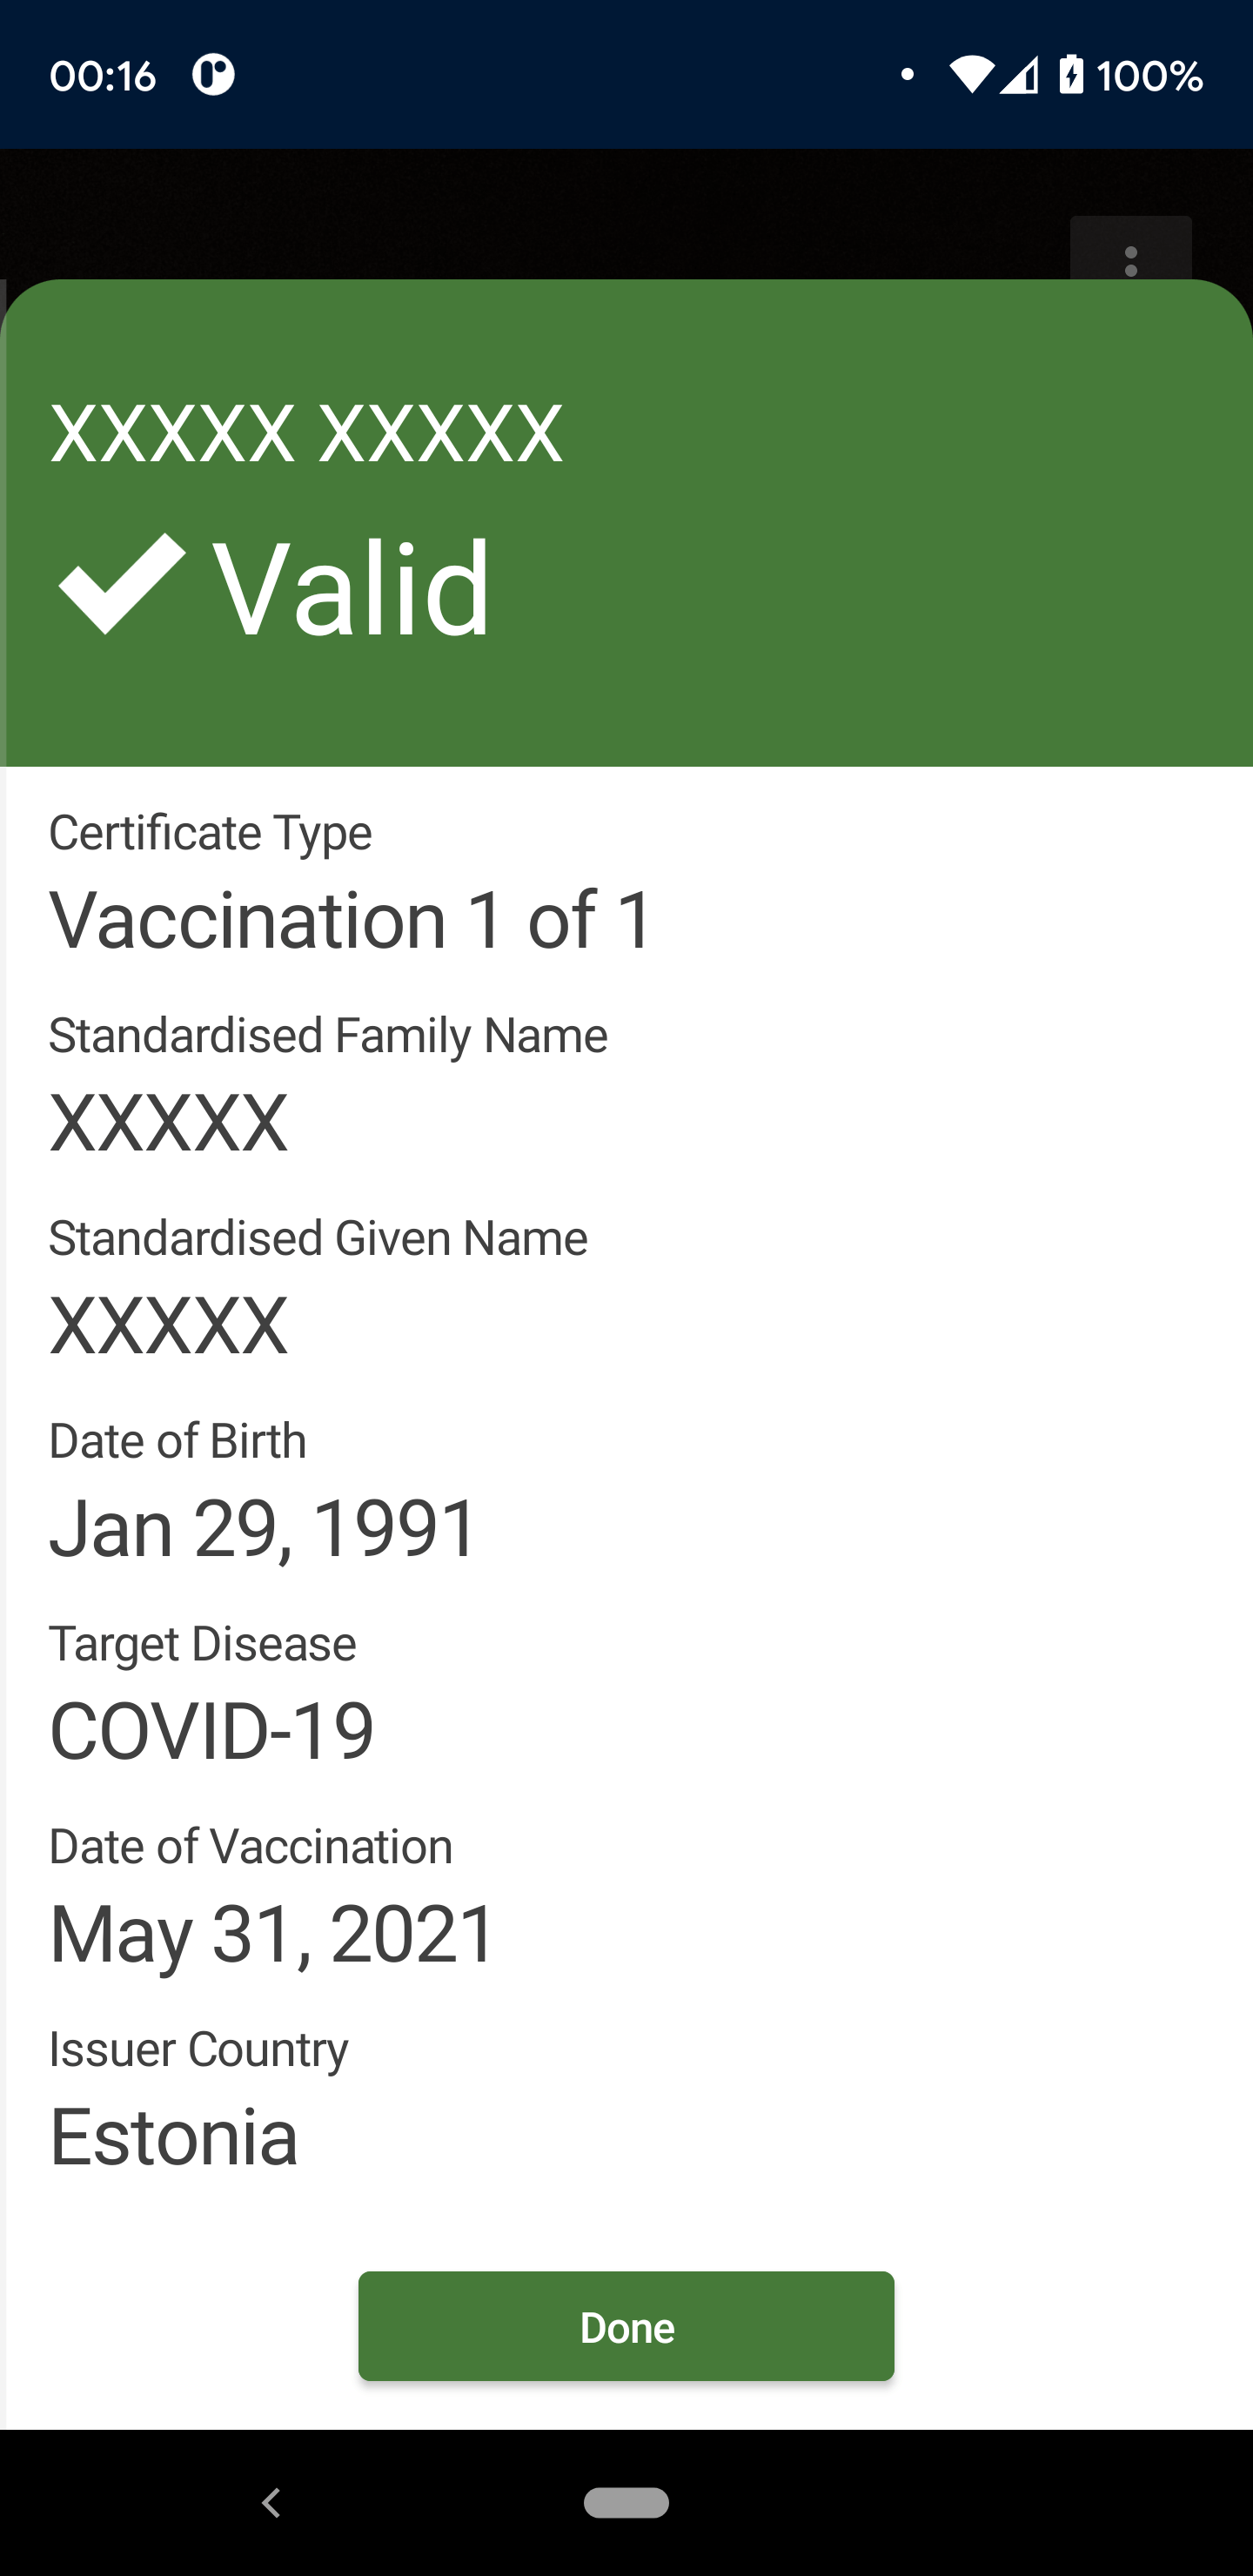 00:16
100%
XXXXX XXXXX
Valid
Certificate Type
Vaccination 1 of 1
Standardised Family Name
XXXXX
Standardised Given Name
XXXXX
Date of Birth
Jan 29, 1991
Target Disease
COVID-19
Date of Vaccination
May 31, 2021
Issuer Country
Estonia
Done